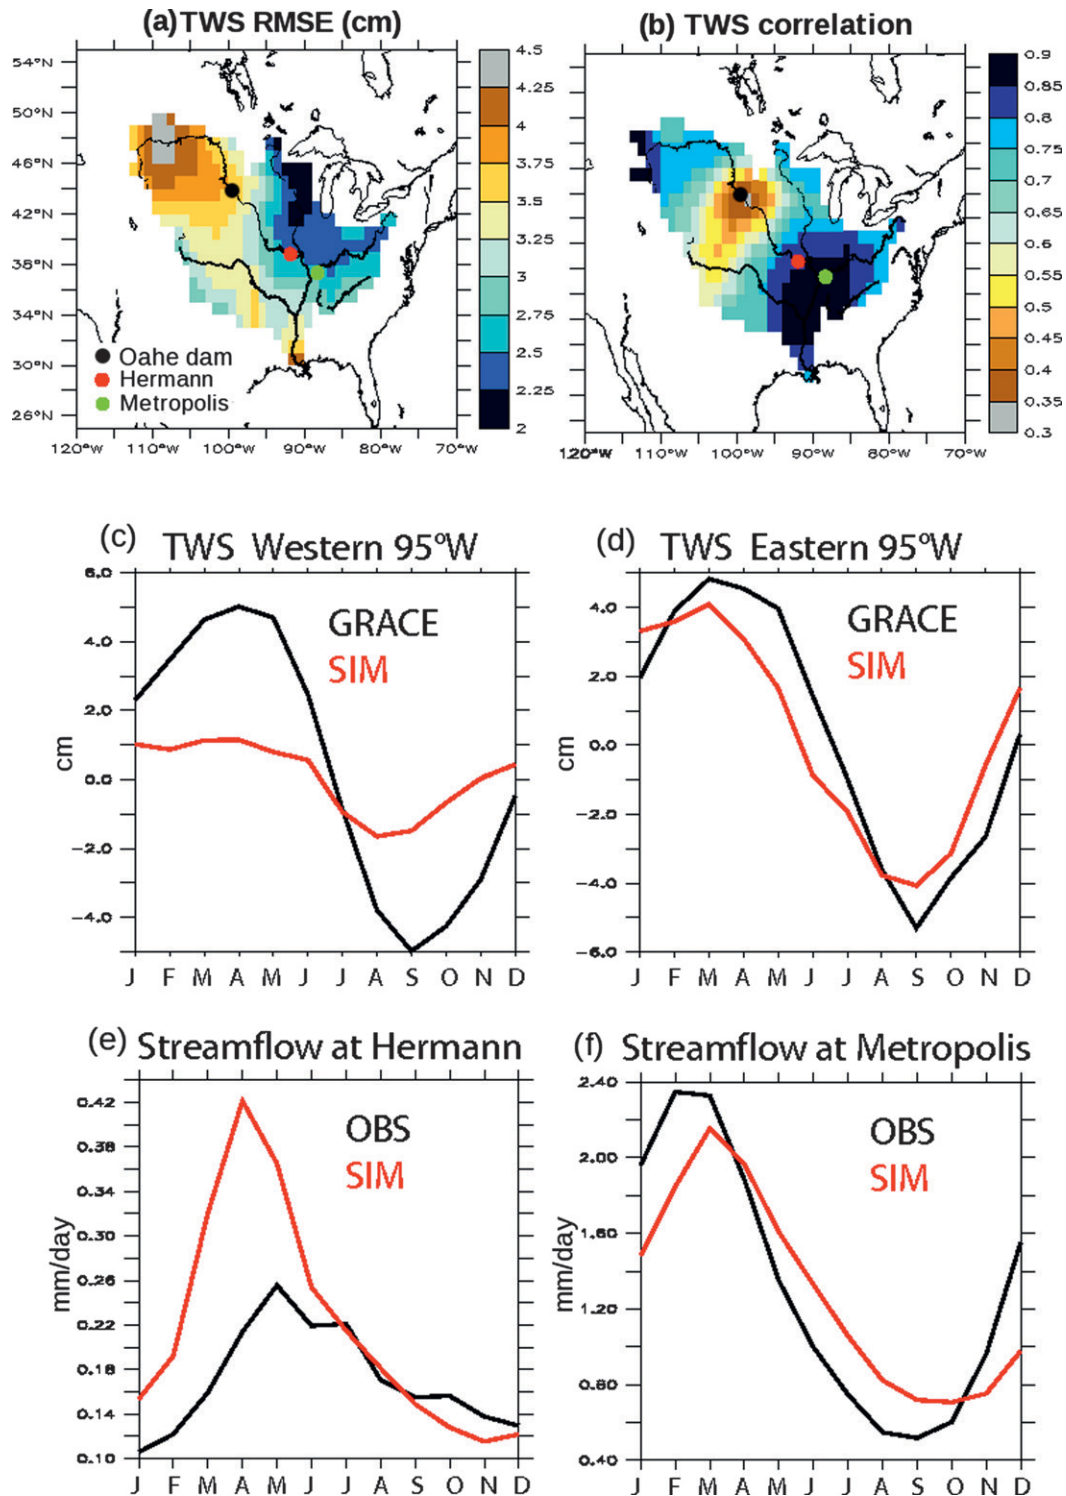 (a) TWS RMSE (cm)
(b) TWS correlation
54°N
50°N
46°N
42°N
38°N
34°N
30°N
26°N
120°W 110°W 100°W 90°W 80°W 70°W
Oahe dam
Hermann
Metropolis
4.5
4.25
4
3.75
3.5
3.25
3
2.75
2.5
2.25
2
120°W 110°W 100°W 90°W 80°W 70°W
0.9
0.85
0.8
0.75
0.7
0.65
0.6
0.55
0.5
0.45
0.4
0.35
0.3
(c) TWS Western 95°W
6.0
4.0
2.0
0.0
-2.0
-4.0
cm
GRACE
SIM
J F M A M J J A S O N D
(d) TWS Eastern 95°W
4.0
2.0
0.0
-2.0
-4.0
-6.0
cm
GRACE
SIM
J F M A M J J A S O N D
(e) Streamflow at Hermann
0.42
0.38
0.34
0.30
0.26
0.22
0.18
0.14
0.10
mm/day
OBS
SIM
J F M A M J J A S O N D
(f) Streamflow at Metropolis
2.40
2.00
1.60
1.20
0.80
0.40
mm/day
OBS
SIM
J F M A M J J A S O N D